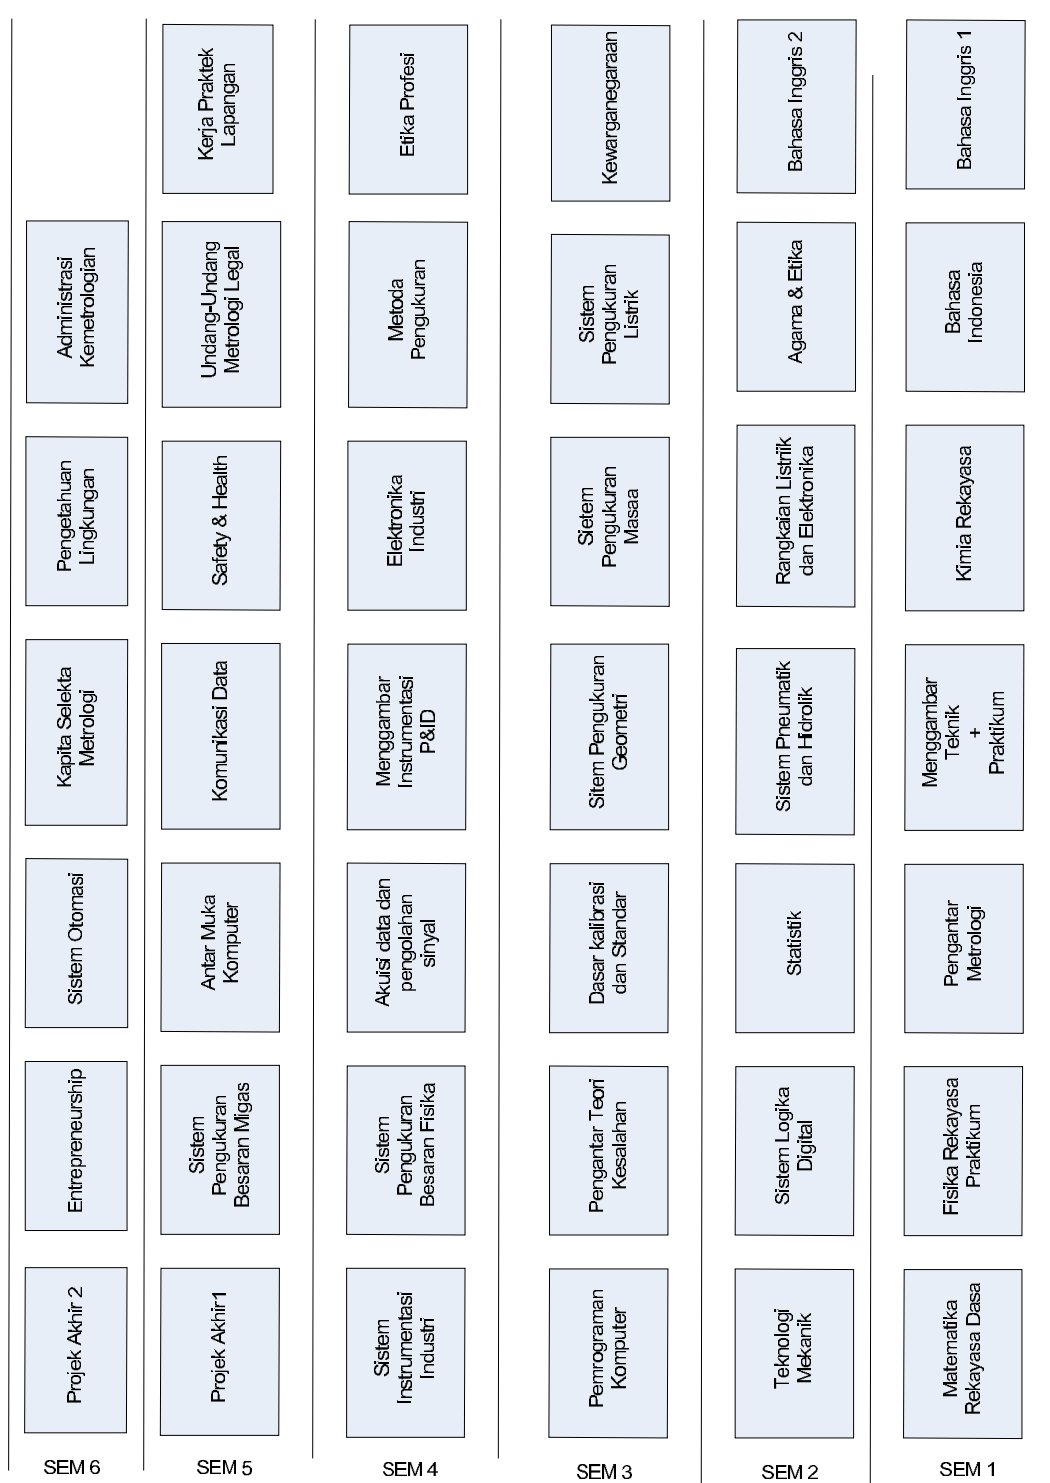 Kerja Praktek
Lapangan
Etika Profesi
Kewarganegaraan
Bahasa Inggris 2
Bahasa Inggris 1
Administrasi
Kemetrologian
Undang-Undang
Metrologi Legal
Metoda
Pengukuran
Sistem
Pengukuran
Listrik
Agama & Etika
Bahasa
Indonesia
Pengetahuan
Lingkungan
Safety & Health
Elektronika
Industri
Sietem
Pengukuran
Masaa
Rangkaian Listriik
dan Elektronika
Kimia Rekayasa
Kapita Selekta
Metrologi
Komunikasi Data
Menggambar
Instrumentasi
P&ID
Sitem Pengukuran
Geometri
Sistem Pneumatik
dan Hidrolik
Menggambar
Teknik
+
Praktikum
Sistem Otomasi
Antar Muka
Komputer
Akuisi data dan
pengolahan
sinyal
Dasar kalibrasi
dan Standar
Statistik
Pengantar
Metrologi
Entrepreneurship
Sistem
Pengukuran
Besaran Migas
Sistem
Pengukuran
Besaran Fisika
Pengantar Teori
Kesalahan
Sistem Logika
Digital
Fisika Rekayasa
Praktikum
Projek Akhir 2
Projek Akhir1
Sistem
Instrumentasi
Industri
Pemrograman
Komputer
Teknologi
Mekanik
Matematika
Rekayasa Dasa
SEM 6
SEM 5
SEM 4
SEM 3
SEM 2
SEM 1